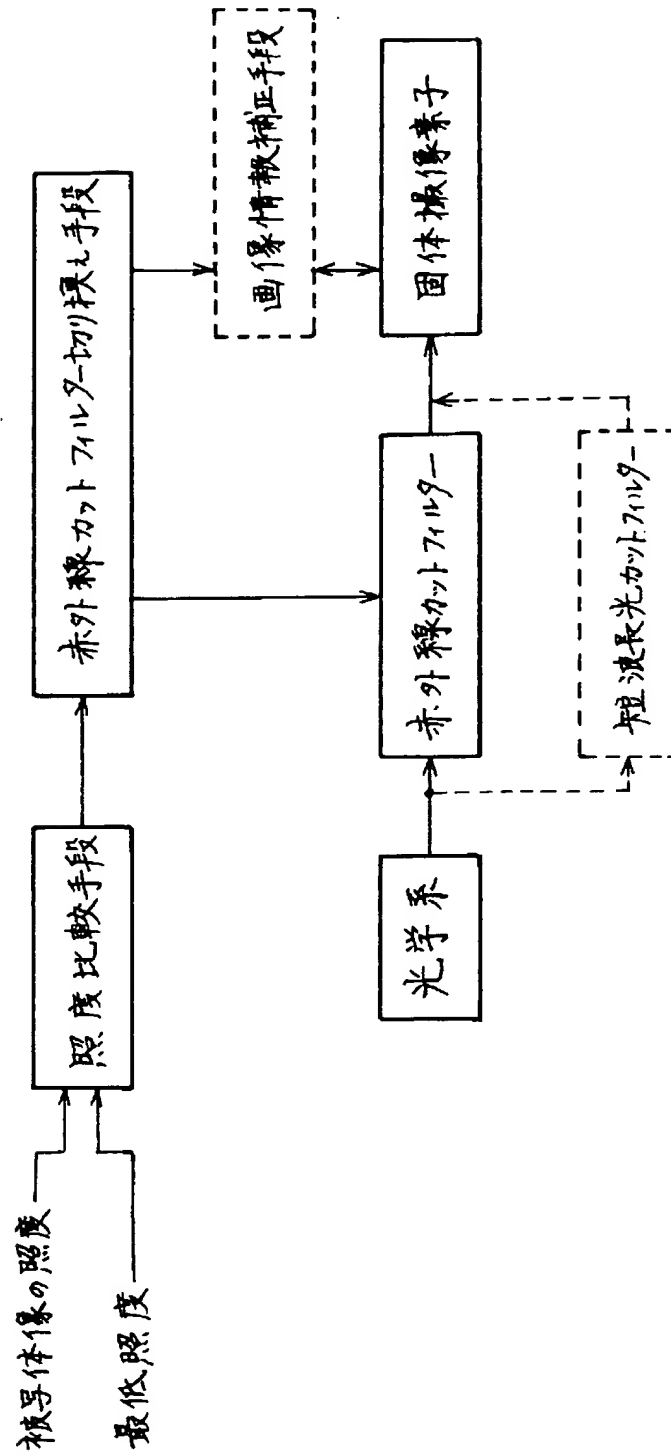 被写体像の照度
最低照度
照度比較手段
赤外線カットフィルター切り換え手段
画像情報補正手段
光学系
赤外線カットフィルター
固体撮像素子
短波長光カットフィルター